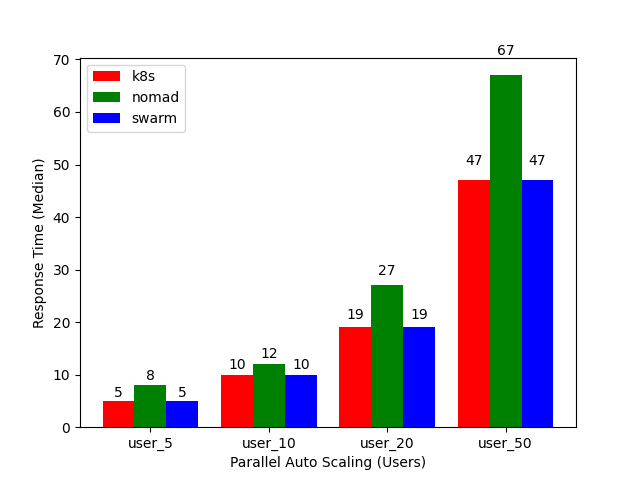 70
60
50
40
30
20
10
0
Response Time (Median)
k8s
nomad
swarm
5
8
5
10
12
10
19
27
19
47
67
47
user_5
user_10
user_20
user_50
Parallel Auto Scaling (Users)